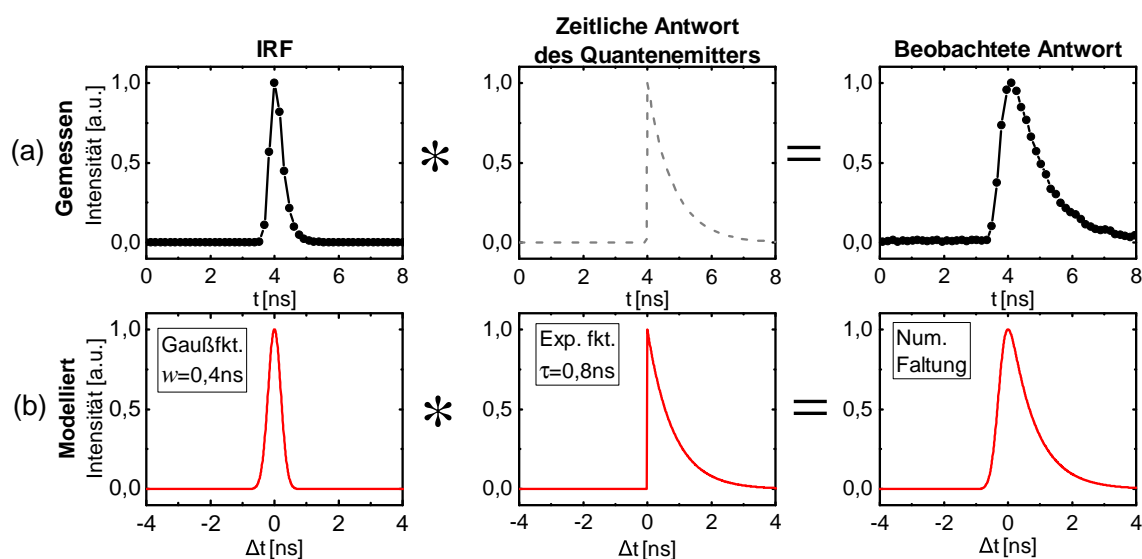 IRF
Zeitliche Antwort
des Quantenemitters
Beobachtete Antwort
(a)
Gemessen
Intensität [a.u.]
1,0
0,5
0,0
0 2 4 6 8
t [ns]
*
1,0
0,5
0,0
0 2 4 6 8
t [ns]
=
1,0
0,5
0,0
0 2 4 6 8
t [ns]
(b)
Modelliert
Intensität [a.u.]
1,0
0,5
0,0
Gaußfkt.
w=0,4ns
-4 -2 0 2 4
Δt [ns]
*
1,0
0,5
0,0
Exp. fkt.
τ=0,8ns
-4 -2 0 2 4
Δt [ns]
=
1,0
0,5
0,0
Num.
Faltung
-4 -2 0 2 4
Δt [ns]